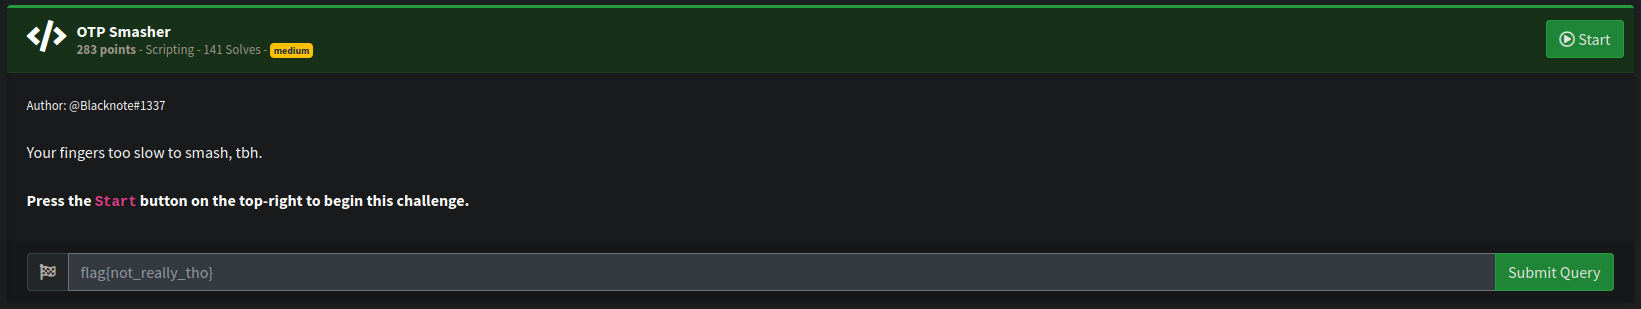 OTP Smasher
283 points - Scripting - 141 Solves - medium
Start
Author: @Blacknote#1337
Your fingers too slow to smash, tbh.
Press the Start button on the top-right to begin this challenge.
flag{not_really_tho}
Submit Query